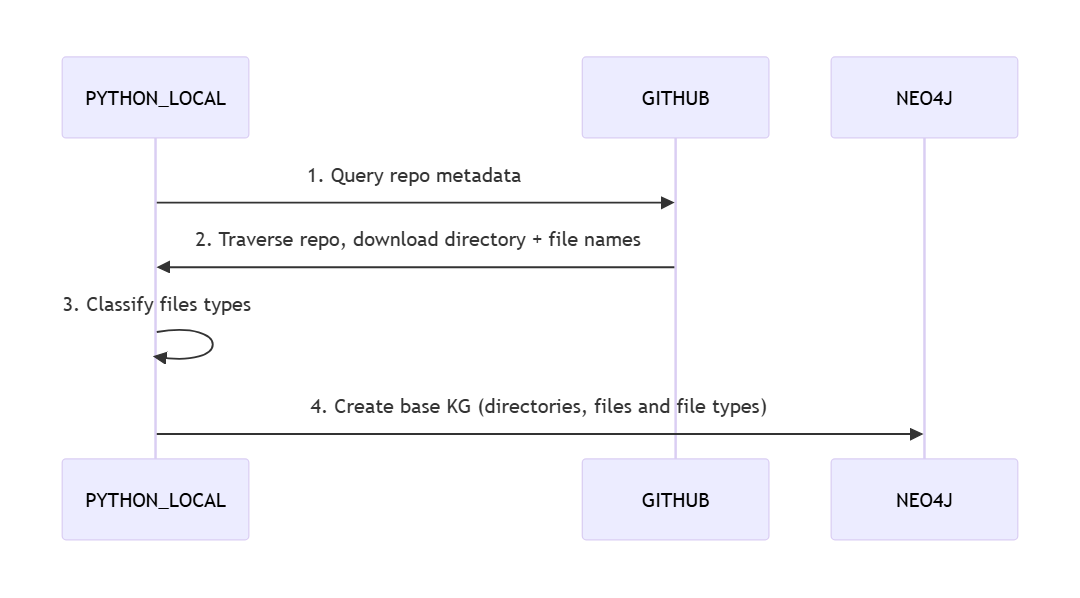 PYTHON_LOCAL
GITHUB
NEO4J
1. Query repo metadata
2. Traverse repo, download directory + file names
3. Classify files types
4. Create base KG (directories, files and file types)
PYTHON_LOCAL
GITHUB
NEO4J